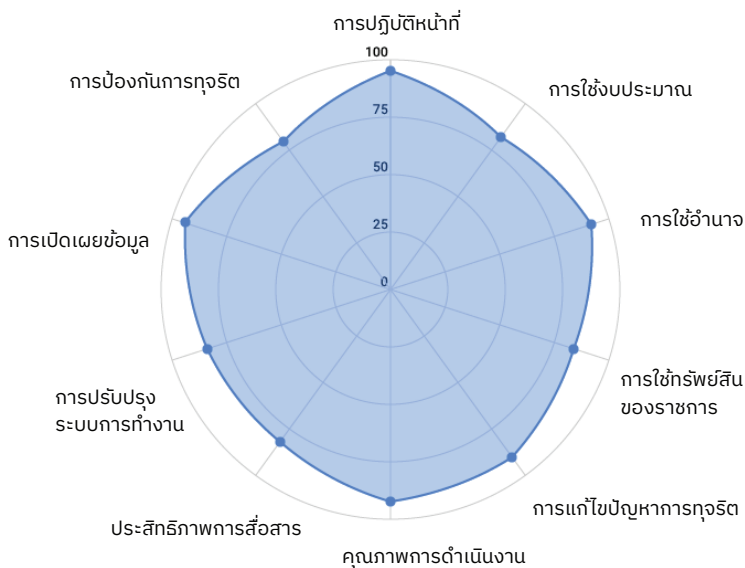 การปฏิบัติหน้าที่
100
การป้องกันการทุจริต
การใช้งบประมาณ
75
50
25
0
การใช้อำนาจ
การเปิดเผยข้อมูล
การใช้ทรัพย์สิน
ของราชการ
การปรับปรุง
ระบบการทำงาน
การแก้ไขปัญหาการทุจริต
ประสิทธิภาพการสื่อสาร
คุณภาพการดำเนินงาน